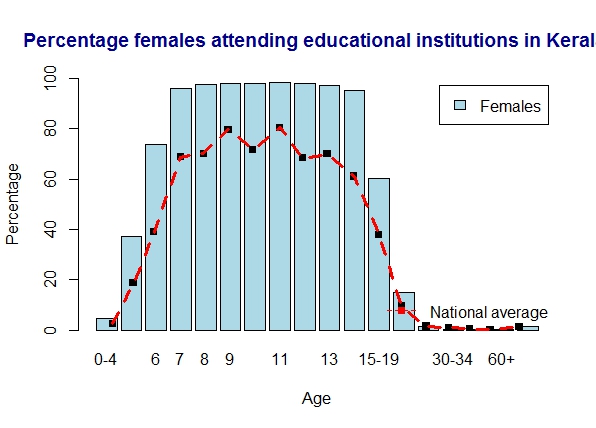 Percentage females attending educational institutions in Keral
Females
100
80
60
40
20
0
Percentage
National average
0-4 6 7 8 9 11 13 15-19 30-34 60+
Age